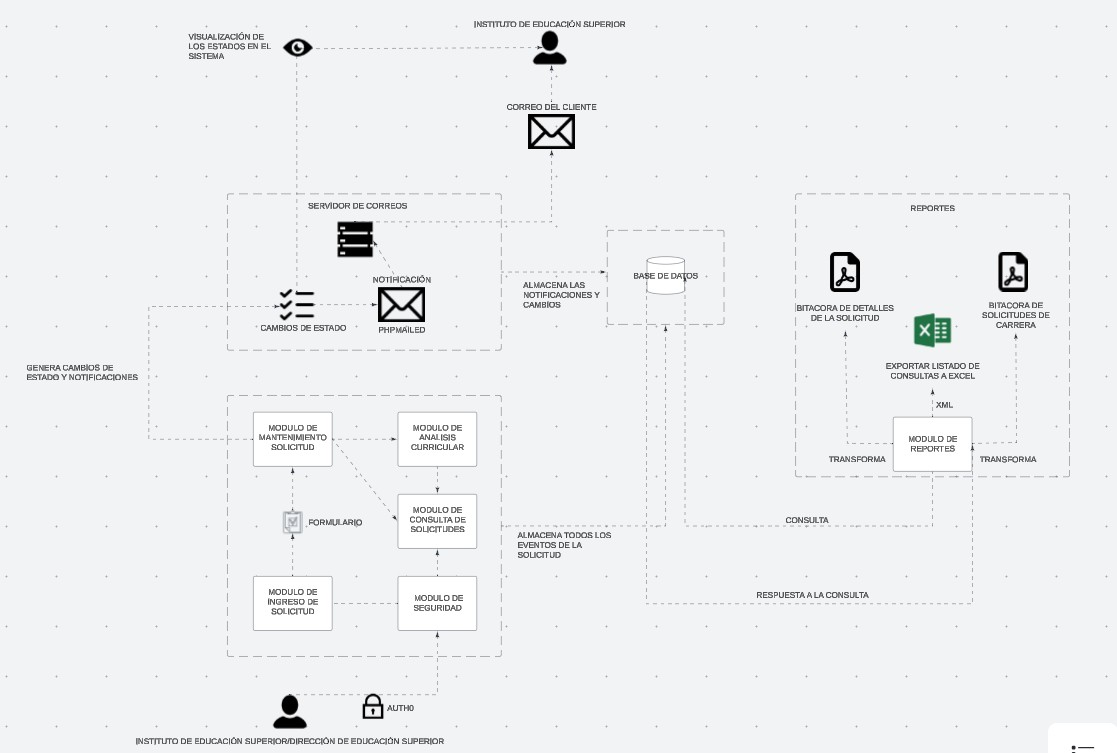 INSTITUTO DE EDUCACIÓN SUPERIOR
VISUALIZACIÓN DE
LOS ESTADOS EN EL
SISTEMA
CORREO DEL CLIENTE
SERVIDOR DE CORREOS
NOTIFICACIÓN
CAMBIOS DE ESTADO
PHPMAILED
BASE DE DATOS
ALMACENA LAS
NOTIFICACIONES Y
CAMBIOS
REPORTES
BITACORA DE DETALLES
DE LA SOLICITUD
BITACORA DE
SOLICITUDES DE
CARRERA
EXPORTAR LISTADO DE
CONSULTAS A EXCEL
XML
MODULO DE
REPORTES
TRANSFORMA
TRANSFORMA
GENERA CAMBIOS DE
ESTADO Y NOTIFICACIONES
MODULO DE
MANTENIMIENTO
SOLICITUD
MODULO DE
ANALISIS
CURRICULAR
FORMULARIO
MODULO DE
CONSULTA DE
SOLICITUDES
MODULO DE
INGRESO DE
SOLICITUD
MODULO DE
SEGURIDAD
ALMACENA TODOS LOS
EVENTOS DE LA
SOLICITUD
CONSULTA
RESPUESTA A LA CONSULTA
AUTH0
INSTITUTO DE EDUCACIÓN SUPERIOR/DIRECCIÓN DE EDUCACIÓN SUPERIOR